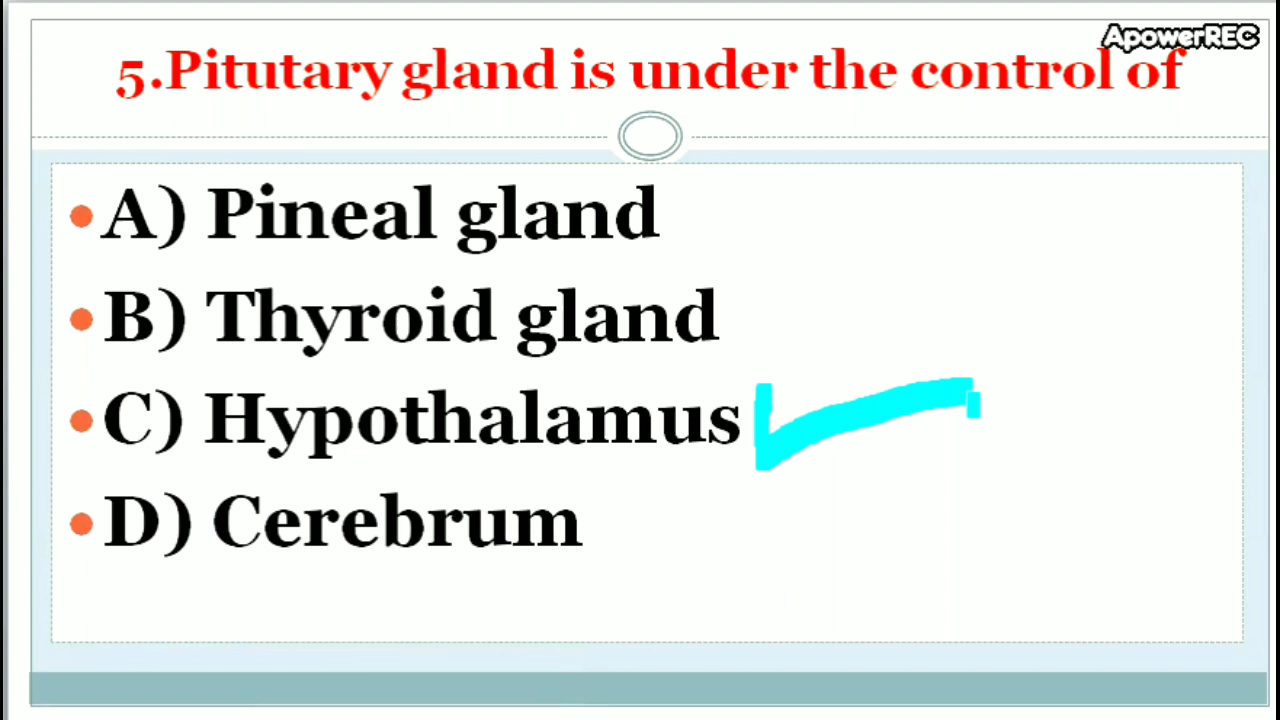 ApowerREC
5.Pitutary gland is under the control of
A) Pineal gland
B) Thyroid gland
C) Hypothalamus
D) Cerebrum